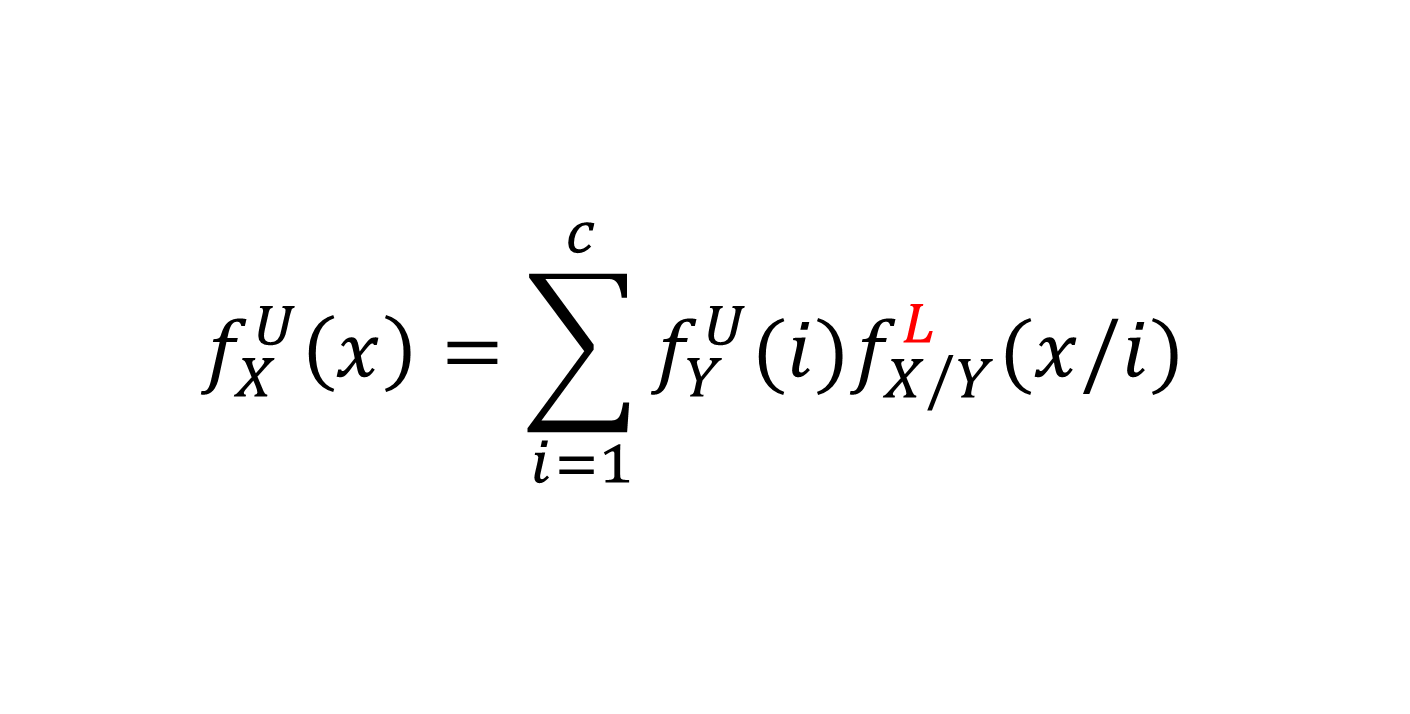 $f_X^U(x) = \sum_{i=1}^{c} f_Y^U(i) f_{X/Y}^L(x/i)$